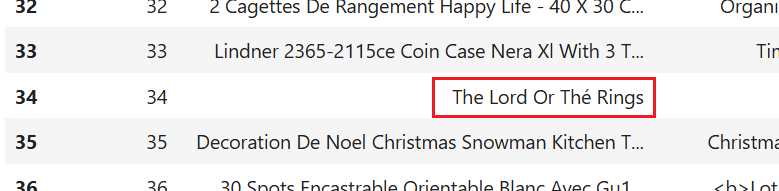 32 32 2 Cagettes De Rangement Happy Life - 40 X 30 C... Organi
33 33 Lindner 2365-2115ce Coin Case Nera Xl With 3 T... Tim
34 34 The Lord Or Thé Rings
35 35 Decoration De Noel Christmas Snowman Kitchen T... Christma
36 36 30 Spots Encastrable Orientable Blanc Avec Gu1 <b>Lot